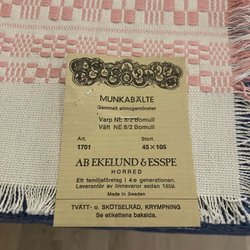 MUNKABÄLTE
Gammalt allmogemönster
Varp NE 8/2 Bomull
Väft NE 8/2 Bomull
Art. Storl.
1701 45 x 105
AB EKELUND & ESSPE
HORRED
Ett familjeföretag i 4:e generationen.
Leverantör av linnevaror sedan 1859.
Made in Sweden
TVÄTT- o. SKÖTSELRÅD, KRYMPNING
Se etikettens baksida.